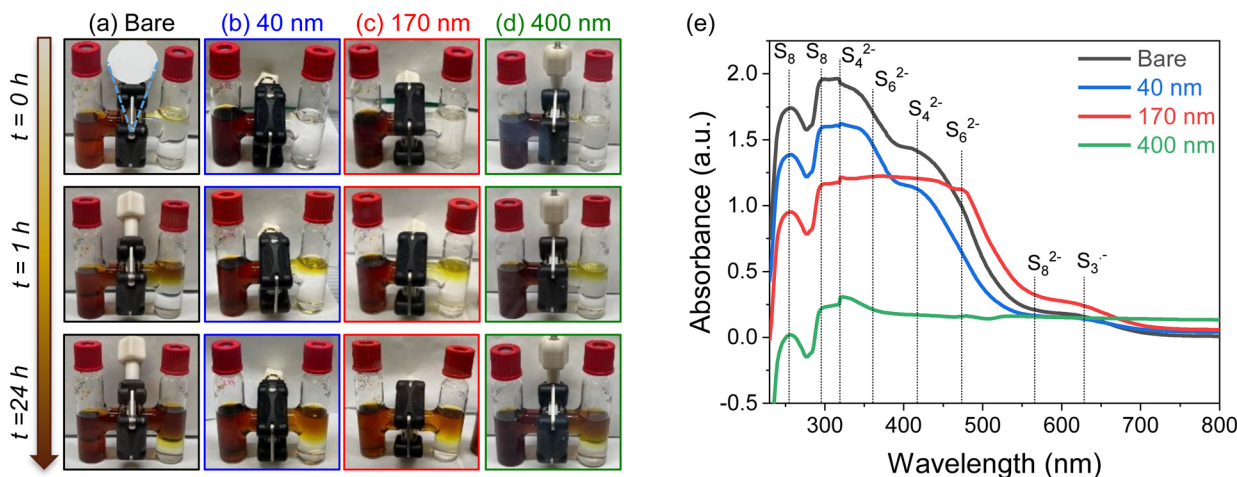 (a) Bare
(b) 40 nm
(c) 170 nm
(d) 400 nm
t = 0 h
t = 1 h
t =24 h
(e)
S₈
S₈
S₄²⁻
S₆²⁻
S₄²⁻
S₆²⁻
S₈²⁻
S₃·⁻
Bare
40 nm
170 nm
400 nm
Absorbance (a.u.)
2.0
1.5
1.0
0.5
0.0
-0.5
300 400 500 600 700 800
Wavelength (nm)